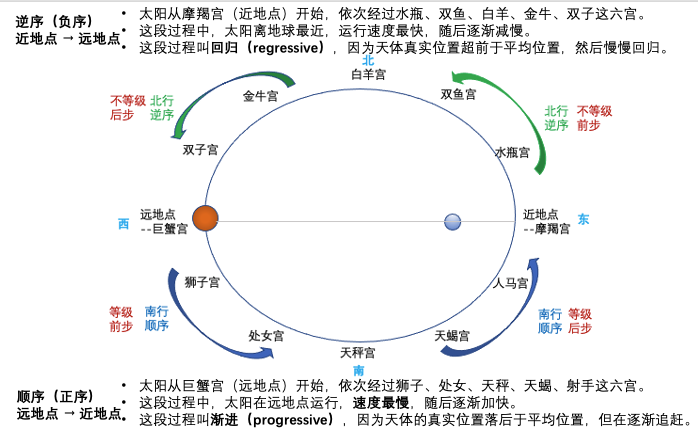 逆序（负序）
近地点 → 远地点
• 太阳从摩羯宫（近地点）开始，依次经过水瓶、双鱼、白羊、金牛、双子这六宫。
• 这段过程中，太阳离地球最近，运行速度最快，随后逐渐减慢。
• 这段过程叫回归（regressive），因为天体真实位置超前于平均位置，然后慢慢回归。
北
白羊宫
金牛宫
双鱼宫
不等级 北行
后步 逆序
北行 不等级
逆序 前步
双子宫
水瓶宫
西
远地点
--巨蟹宫
近地点
--摩羯宫
东
狮子宫
人马宫
等级 南行
前步 顺序
南行 等级
顺序 后步
处女宫
天蝎宫
天秤宫
南
顺序（正序）
远地点 → 近地点
• 太阳从巨蟹宫（远地点）开始，依次经过狮子、处女、天秤、天蝎、射手这六宫。
• 这段过程中，太阳在远地点运行，速度最慢，随后逐渐加快。
• 这段过程叫渐进（progressive），因为天体的真实位置落后于平均位置，但在逐渐追赶。